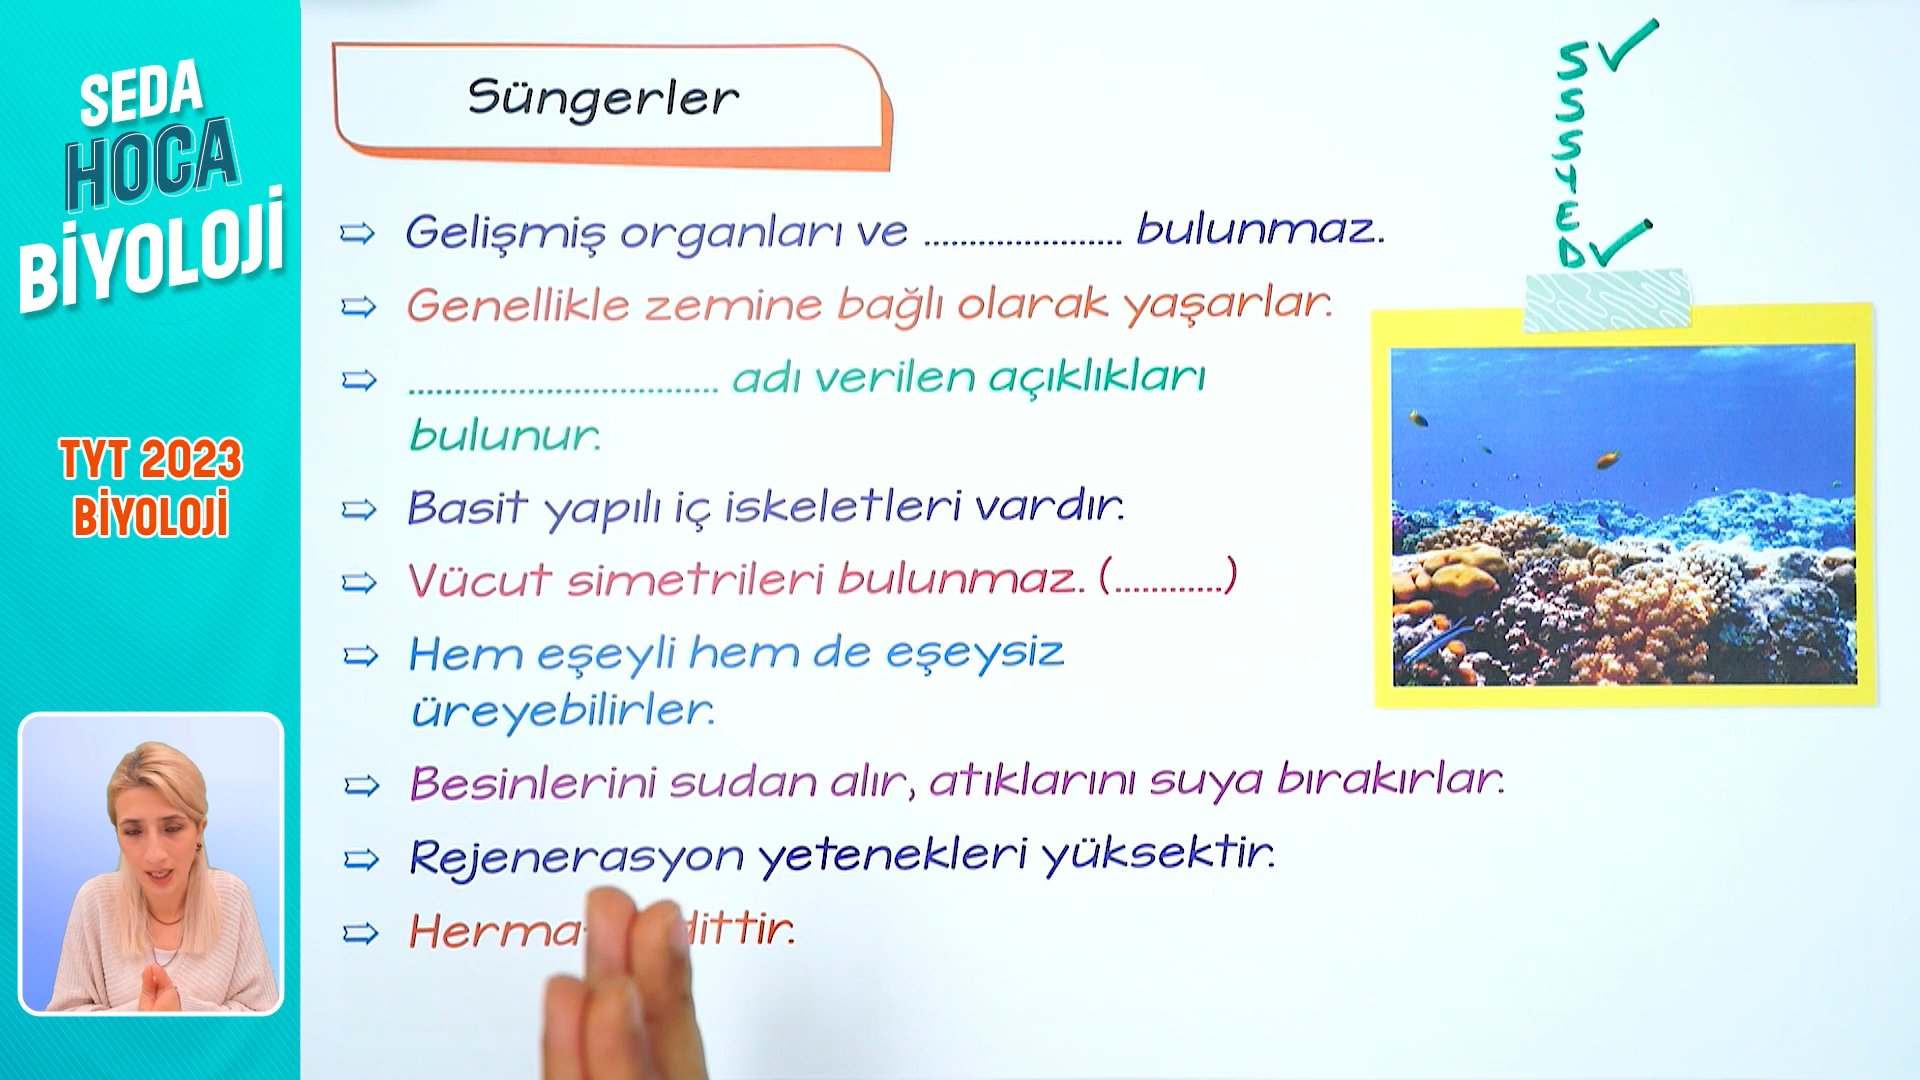 SEDA
HOCA
BİYOLOJİ
TYT 2023
BİYOLOJİ
Süngerler
Gelişmiş organları ve ...................... bulunmaz.
Genellikle zemine bağlı olarak yaşarlar.
.................................. adı verilen açıklıkları
bulunur.
Basit yapılı iç iskeletleri vardır.
Vücut simetrileri bulunmaz. (............)
Hem eşeyli hem de eşeysiz
üreyebilirler.
Besinlerini sudan alır, atıklarını suya bırakırlar.
Rejenerasyon yetenekleri yüksektir.
S
S
S
Y
E
D